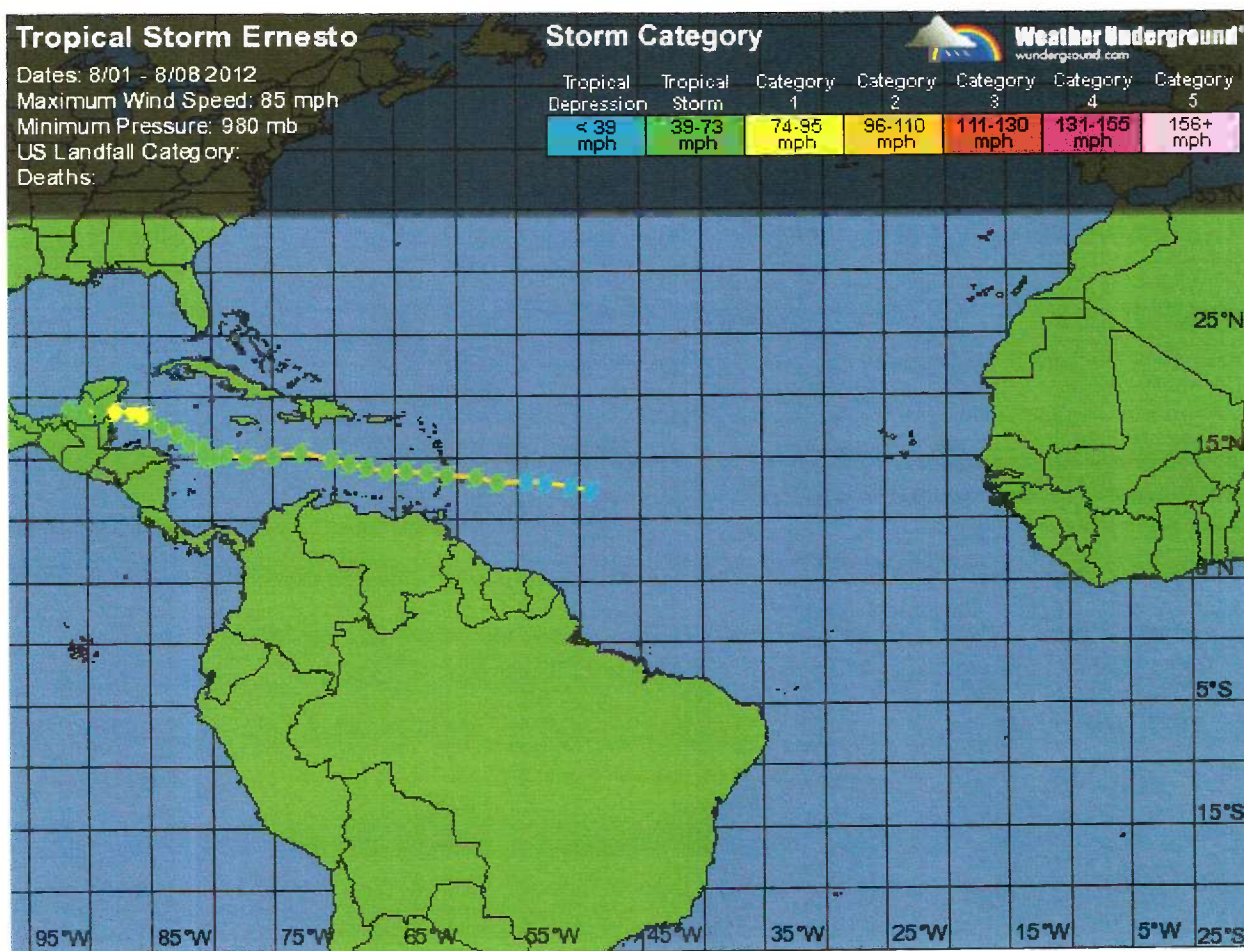 Tropical Storm Ernesto
Dates: 8/01 - 8/08 2012
Maximum Wind Speed: 85 mph
Minimum Pressure: 980 mb
US Landfall Category:
Deaths:
Storm Category
Weather Underground®
wunderground.com
Tropical Depression
< 39 mph
Tropical Storm
39-73 mph
Category 1
74-95 mph
Category 2
96-110 mph
Category 3
111-130 mph
Category 4
131-155 mph
Category 5
156+ mph
35°N
25°N
15°N
5°N
5°S
15°S
25°S
95°W
85°W
75°W
65°W
55°W
45°W
35°W
25°W
15°W
5°W